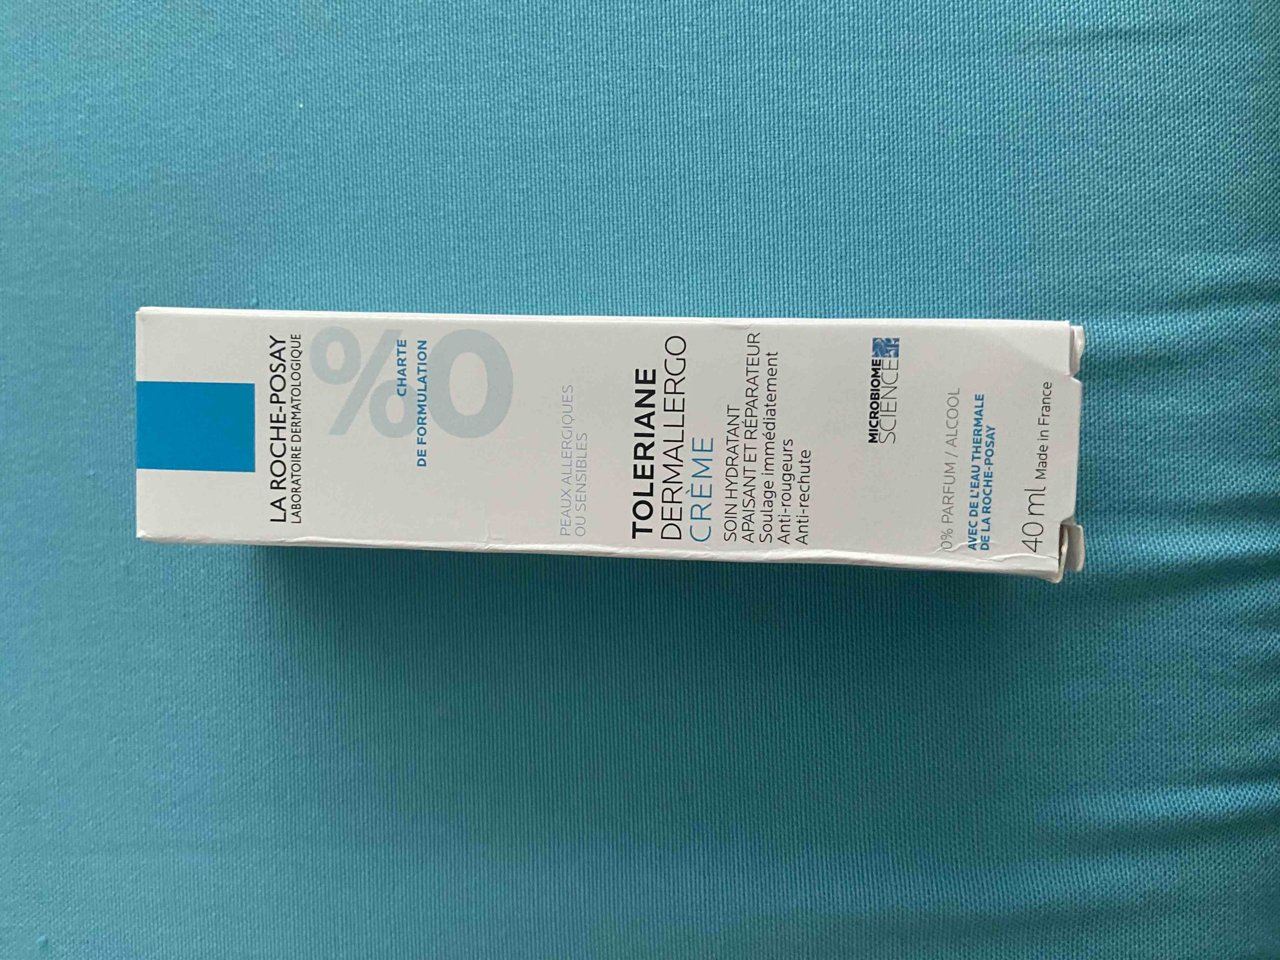 LA ROCHE-POSAY
LABORATOIRE DERMATOLOGIQUE
0%
CHARTE
DE FORMULATION
PEAUX ALLERGIQUES
OU SENSIBLES
TOLERIANE
DERMALLERGO
CRÈME
SOIN HYDRATANT
APAISANT ET RÉPARATEUR
Soulage immédiatement
Anti-rougeurs
Anti-rechute
MICROBIOME
SCIENCE
0% PARFUM / ALCOOL
AVEC DE L'EAU THERMALE
DE LA ROCHE-POSAY
40 ml Made in France